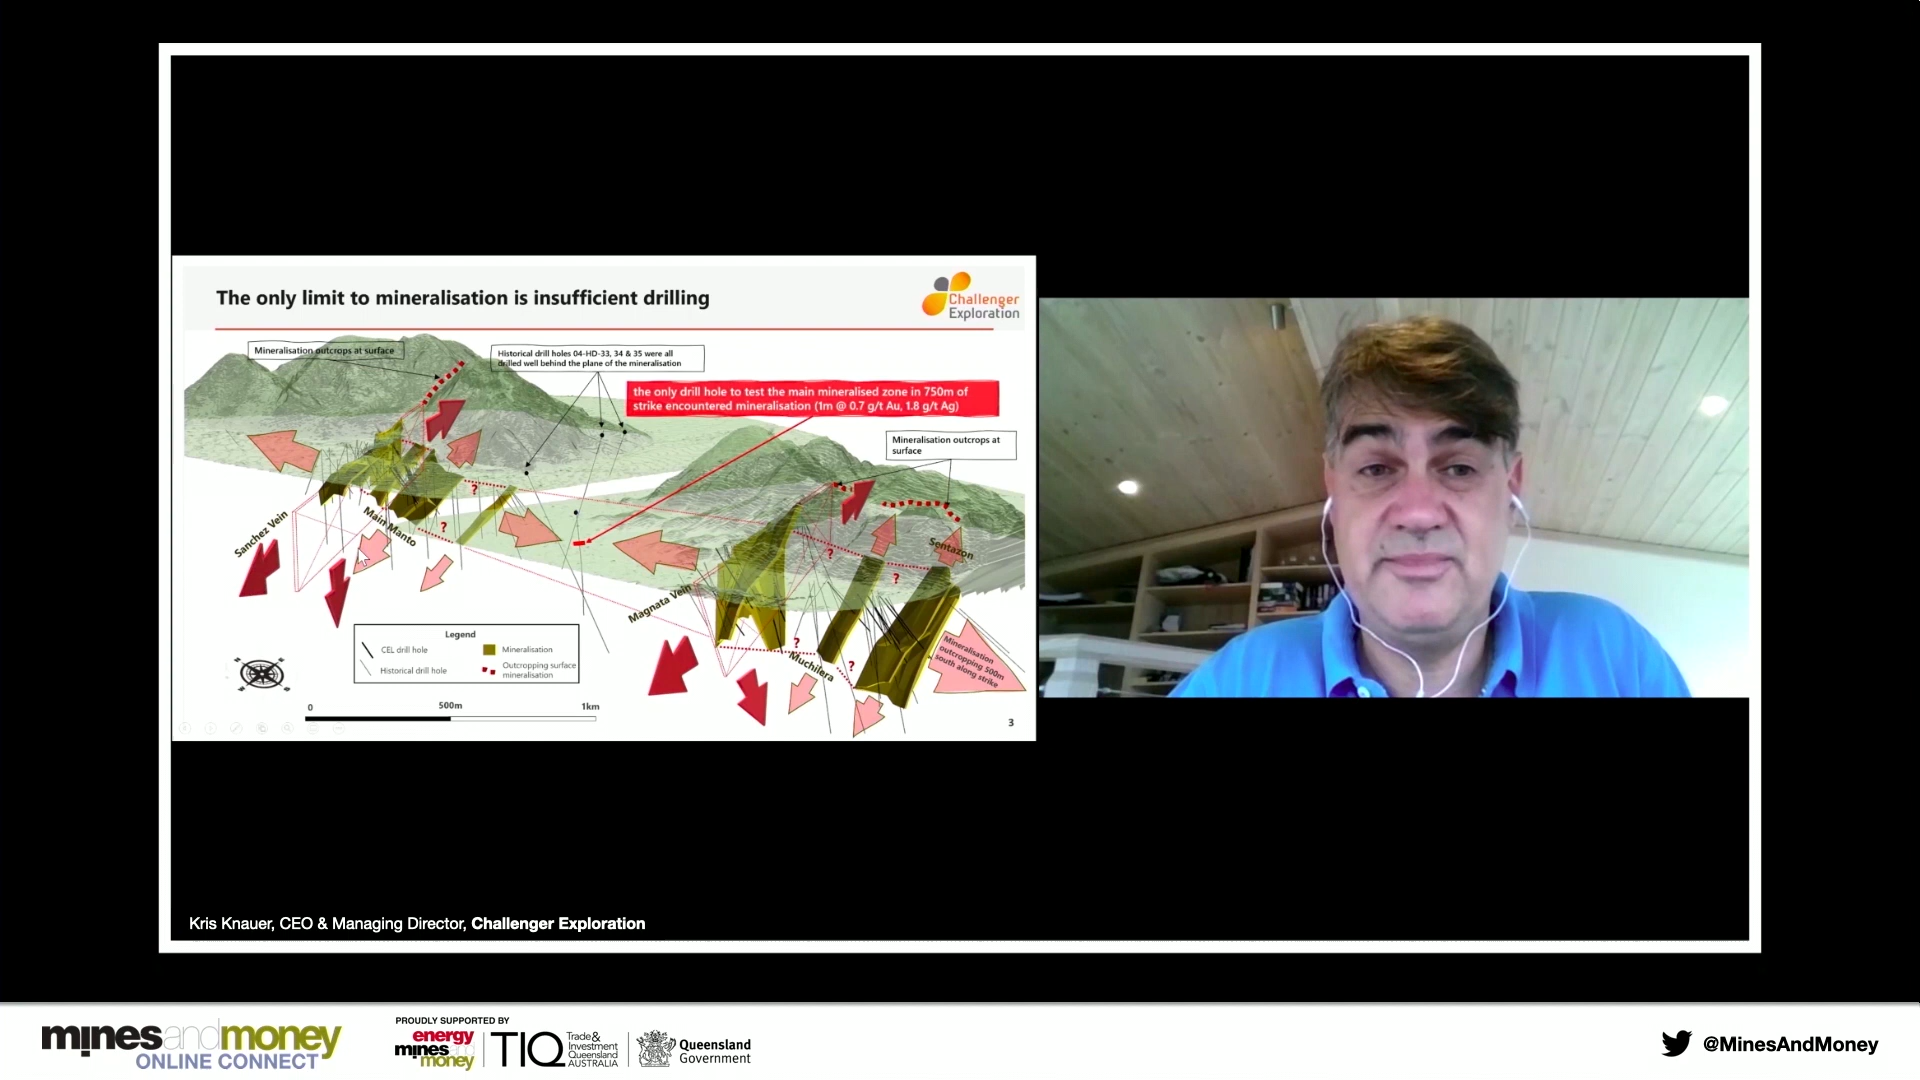 The only limit to mineralisation is insufficient drilling
Challenger
Exploration
Mineralisation outcrops at surface
Historical drill holes 04-HD-33, 34 & 35 were all
drilled well behind the plane of the mineralisation
the only drill hole to test the main mineralised zone in 750m of
strike encountered mineralisation (1m @ 0.7 g/t Au, 1.8 g/t Ag)
Mineralisation outcrops at
surface
?
?
Sanchez Vein
Main Manto
?
?
Sentazon
Magnata Vein
?
Muchilera
?
Mineralisation
outcropping 500m
south along strike
Legend
CEL drill hole
Mineralisation
Historical drill hole
Outcropping surface
mineralisation
0
500m
1km
3
Kris Knauer, CEO & Managing Director, Challenger Exploration
minesandmoney
ONLINE CONNECT
PROUDLY SUPPORTED BY
energy
mines and
money
TIQ
Trade &
Investment
Queensland
AUSTRALIA
Queensland
Government
@MinesAndMoney